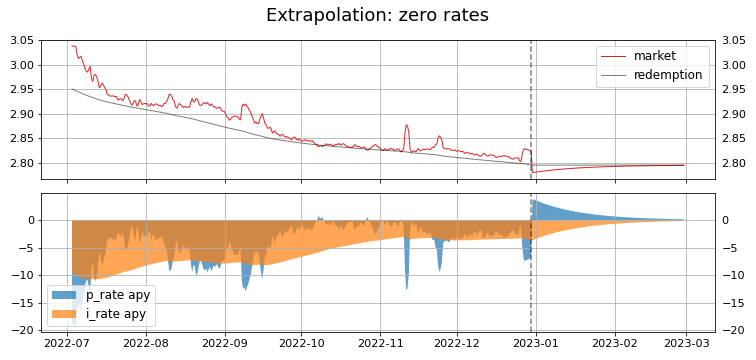 Extrapolation: zero rates
3.05 3.05
3.00 3.00
2.95 2.95
2.90 2.90
2.85 2.85
2.80 2.80
market
redemption
0 0
−5 −5
−10 −10
−15 −15
−20 −20
p_rate apy
i_rate apy
2022-07 2022-08 2022-09 2022-10 2022-11 2022-12 2023-01 2023-02 2023-03